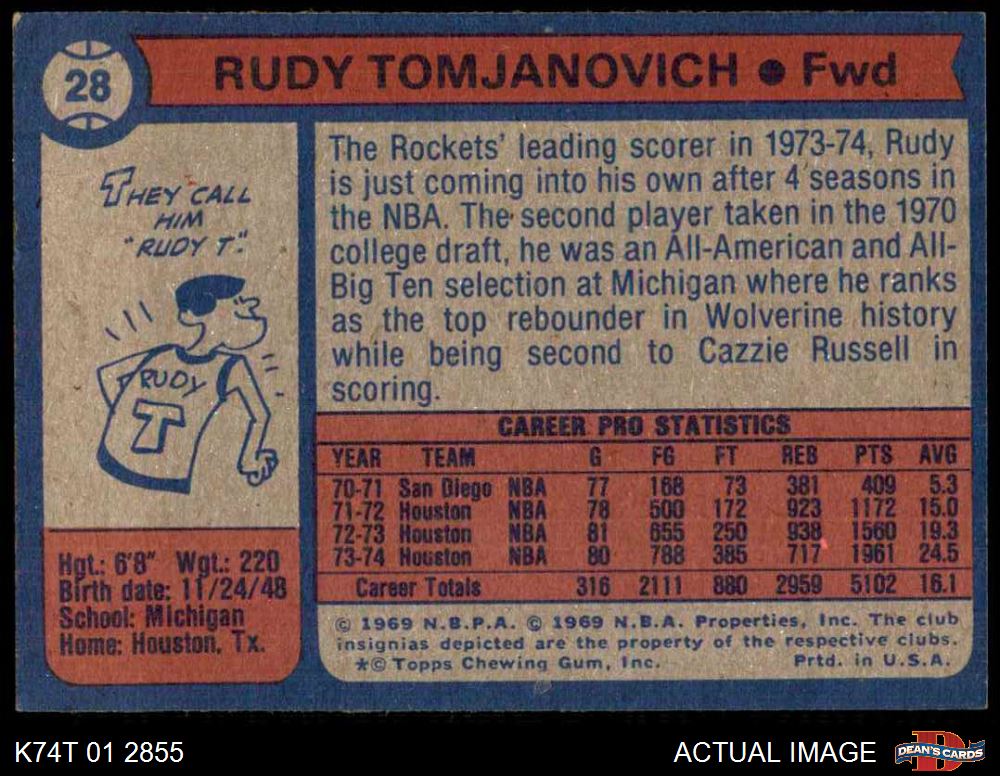 28
RUDY TOMJANOVICH ● Fwd
THEY CALL
HIM
"RUDY T."
RUDY
T
Hgt.: 6'8" Wgt.: 220
Birth date: 11/24/48
School: Michigan
Home: Houston, Tx.
The Rockets' leading scorer in 1973-74, Rudy
is just coming into his own after 4 seasons in
the NBA. The second player taken in the 1970
college draft, he was an All-American and All-
Big Ten selection at Michigan where he ranks
as the top rebounder in Wolverine history
while being second to Cazzie Russell in
scoring.
CAREER PRO STATISTICS
YEAR TEAM G FG FT REB PTS AVG
70-71 San Diego NBA 77 168 73 381 409 5.3
71-72 Houston NBA 78 500 172 923 1172 15.0
72-73 Houston NBA 81 655 250 938 1560 19.3
73-74 Houston NBA 80 788 385 717 1961 24.5
Career Totals 316 2111 880 2959 5102 16.1
© 1969 N.B.P.A. © 1969 N.B.A. Properties, Inc. The club
insignias depicted are the property of the respective clubs.
*© Topps Chewing Gum, Inc. Prtd. in U.S.A.
K74T 01 2855
ACTUAL IMAGE
D
DEAN'S CARDS